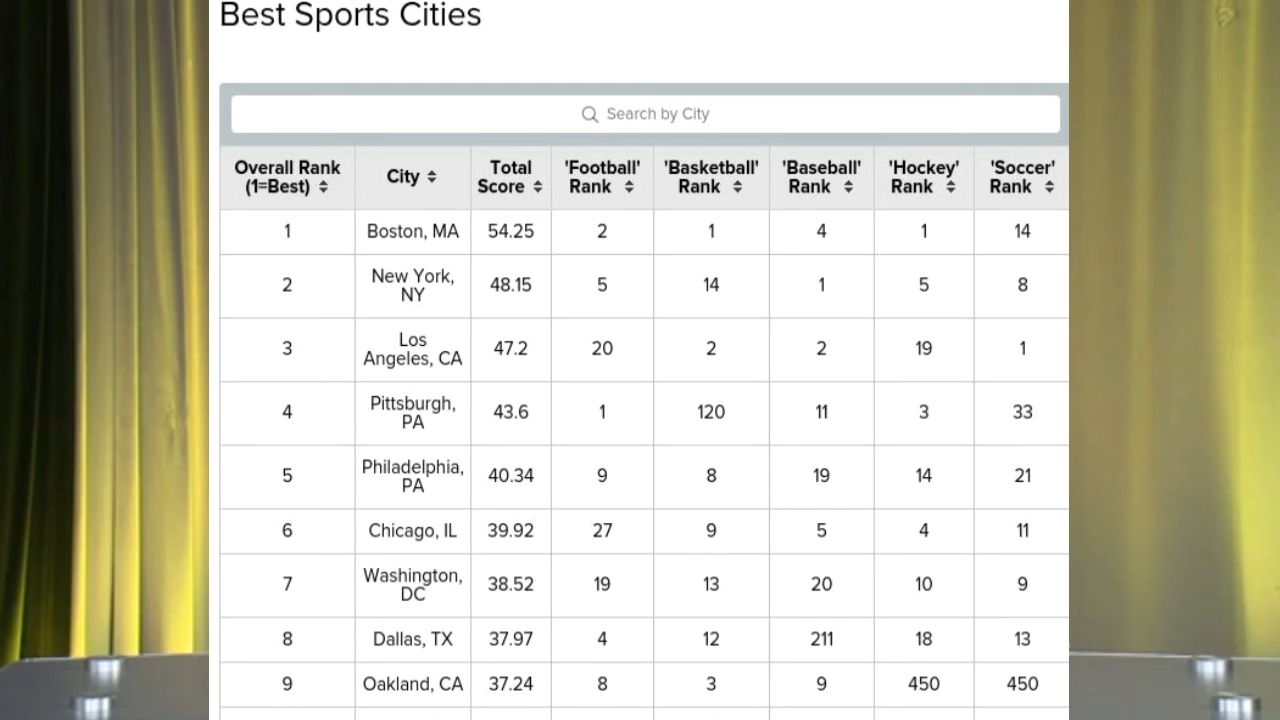 Best Sports Cities
Search by City
Overall Rank (1=Best) City Total Score 'Football' Rank 'Basketball' Rank 'Baseball' Rank 'Hockey' Rank 'Soccer' Rank
1 Boston, MA 54.25 2 1 4 1 14
2 New York, NY 48.15 5 14 1 5 8
3 Los Angeles, CA 47.2 20 2 2 19 1
4 Pittsburgh, PA 43.6 1 120 11 3 33
5 Philadelphia, PA 40.34 9 8 19 14 21
6 Chicago, IL 39.92 27 9 5 4 11
7 Washington, DC 38.52 19 13 20 10 9
8 Dallas, TX 37.97 4 12 211 18 13
9 Oakland, CA 37.24 8 3 9 450 450